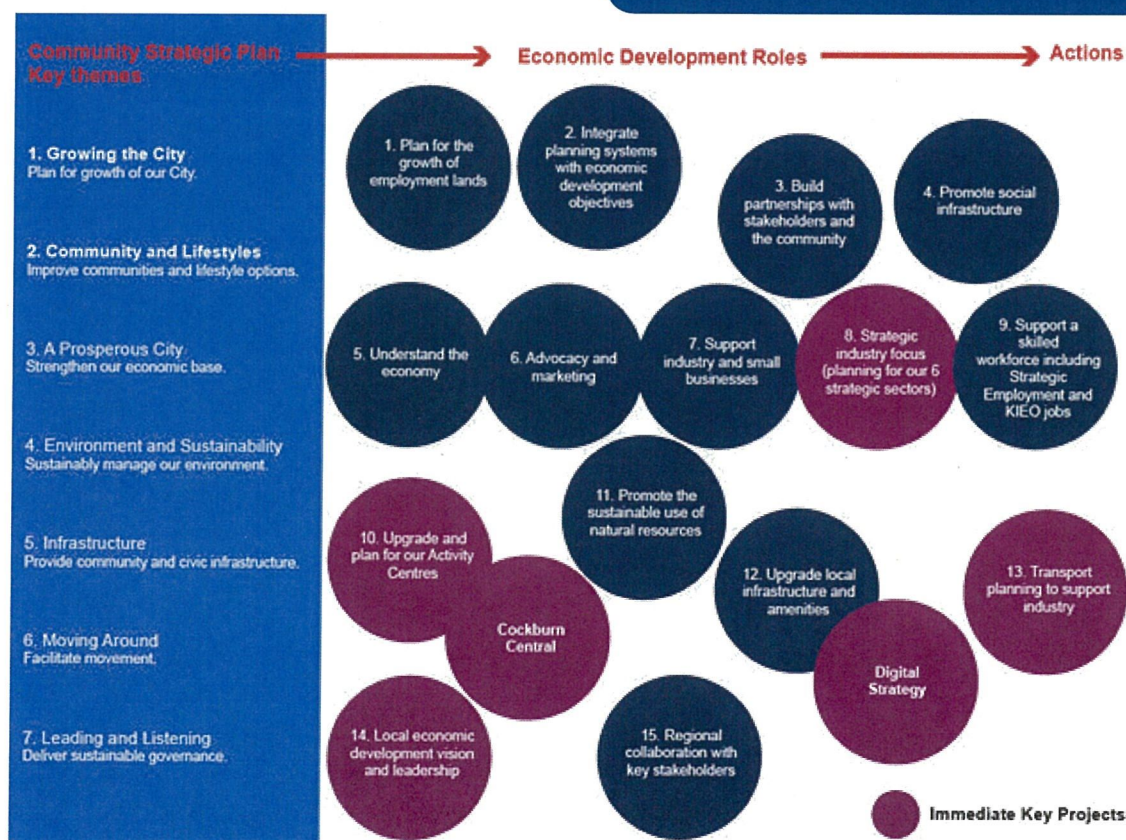 Community Strategic Plan
Key themes
Economic Development Roles
Actions
1. Growing the City
Plan for growth of our City.
2. Community and Lifestyles
Improve communities and lifestyle options.
3. A Prosperous City
Strengthen our economic base.
4. Environment and Sustainability
Sustainably manage our environment.
5. Infrastructure
Provide community and civic infrastructure.
6. Moving Around
Facilitate movement.
7. Leading and Listening
Deliver sustainable governance.
1. Plan for the
growth of
employment lands
2. Integrate
planning systems
with economic
development
objectives
3. Build
partnerships with
stakeholders and
the community
4. Promote social
infrastructure
5. Understand the
economy
6. Advocacy and
marketing
7. Support
industry and small
businesses
8. Strategic
industry focus
(planning for our 6
strategic sectors)
9. Support a
skilled
workforce including
Strategic
Employment and
KIEO jobs
10. Upgrade and
plan for our Activity
Centres
Cockburn
Central
11. Promote the
sustainable use of
natural resources
12. Upgrade local
infrastructure and
amenities
Digital
Strategy
13. Transport
planning to support
industry
14. Local economic
development vision
and leadership
15. Regional
collaboration with
key stakeholders
Immediate Key Projects